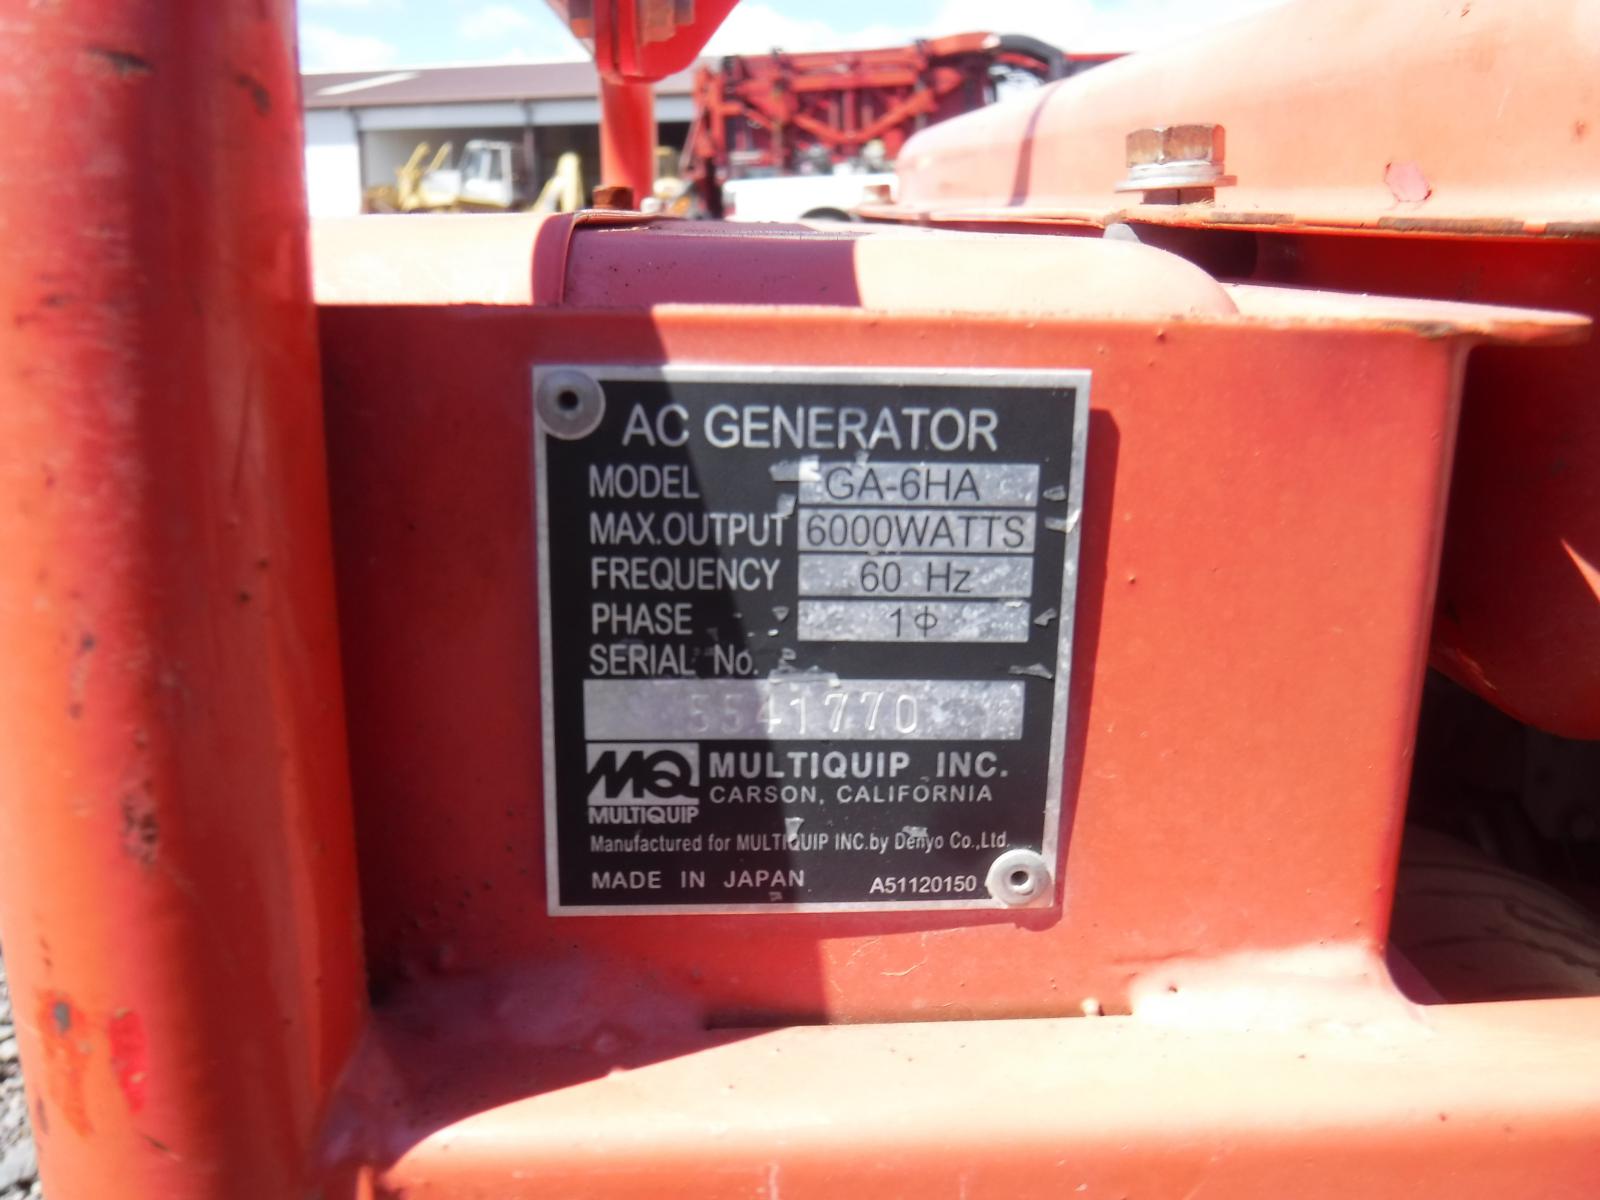 AC GENERATOR
MODEL GA-6HA
MAX.OUTPUT 6000WATTS
FREQUENCY 60 Hz
PHASE 1Φ
SERIAL No.
5541770
MQ MULTIQUIP INC.
CARSON, CALIFORNIA
MULTIQUIP
Manufactured for MULTIQUIP INC.by Denyo Co.,Ltd.
MADE IN JAPAN A51120150